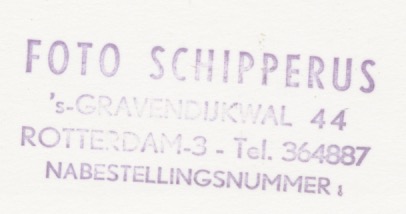 FOTO SCHIPPERUS
's-GRAVENDIJKWAL 44
ROTTERDAM-3 - Tel. 364887
NABESTELLINGSNUMMER: